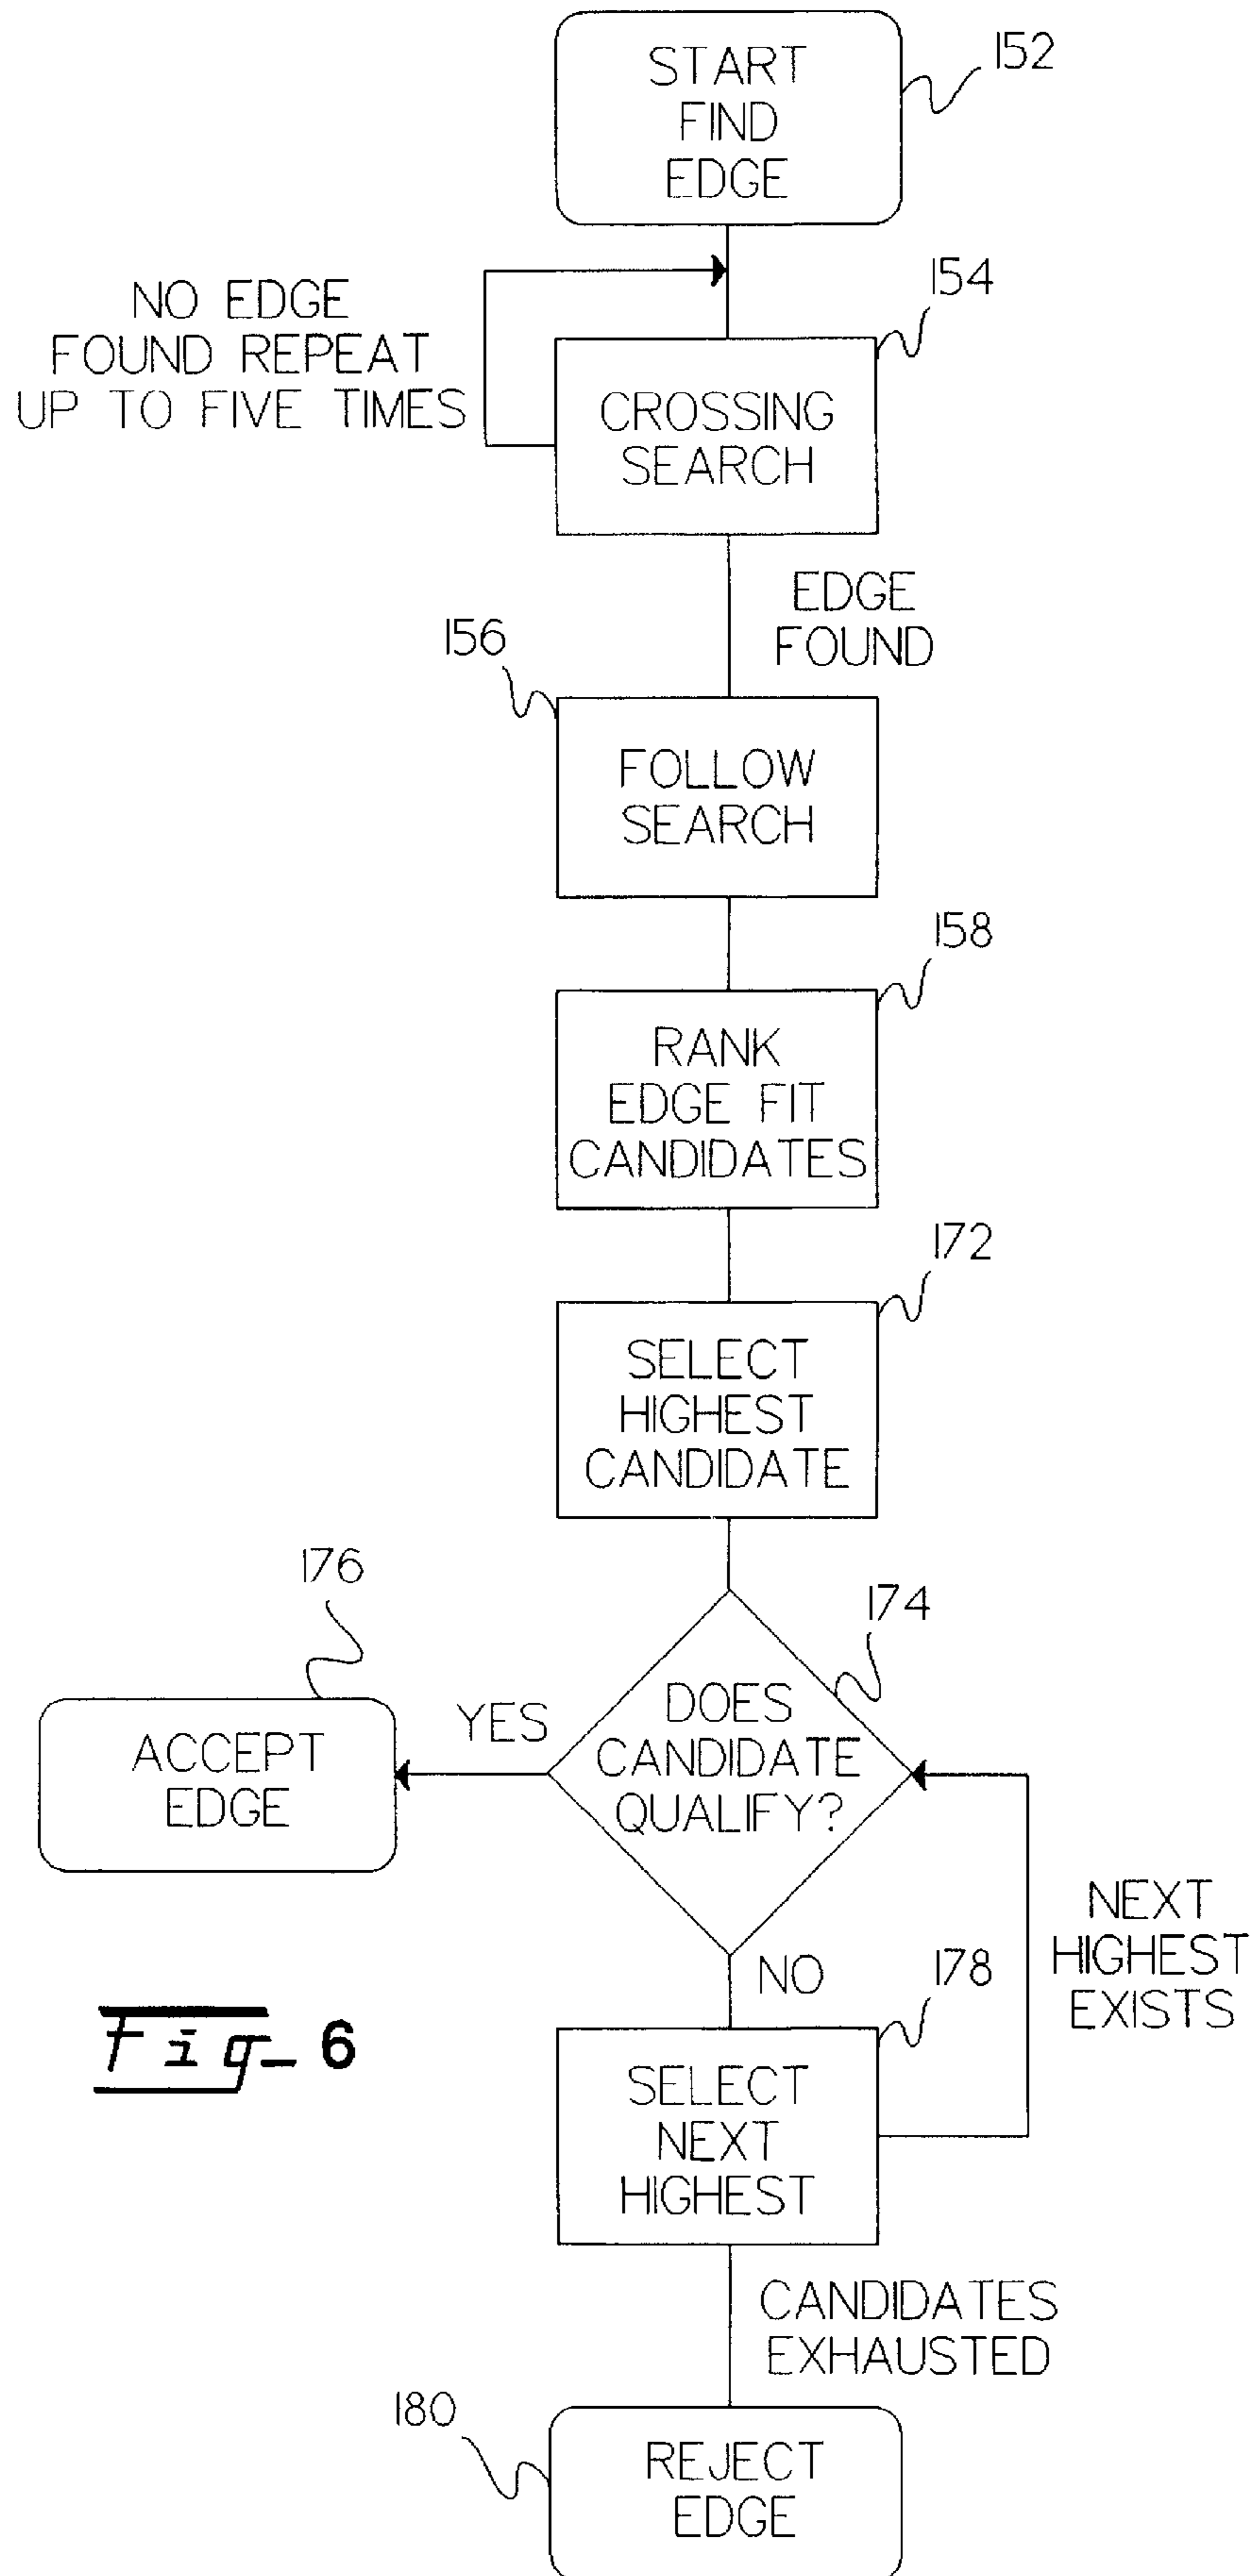 START
FIND
EDGE
152
NO EDGE
FOUND REPEAT
UP TO FIVE TIMES
154
CROSSING
SEARCH
EDGE
FOUND
156
FOLLOW
SEARCH
158
RANK
EDGE FIT
CANDIDATES
172
SELECT
HIGHEST
CANDIDATE
176
174
ACCEPT
EDGE
YES
DOES
CANDIDATE
QUALIFY?
NEXT
HIGHEST
EXISTS
NO
178
Fig_ 6
SELECT
NEXT
HIGHEST
CANDIDATES
EXHAUSTED
180
REJECT
EDGE